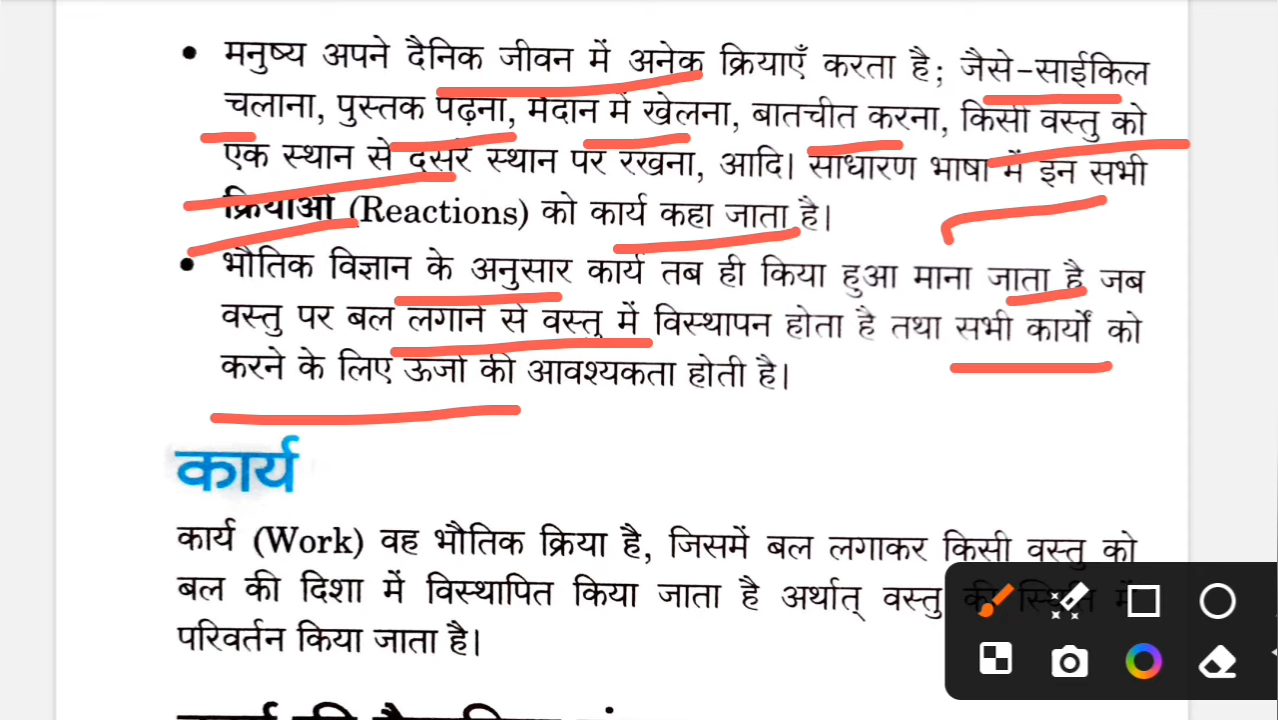 • मनुष्य अपने दैनिक जीवन में अनेक क्रियाएँ करता है; जैसे-साईकिल
चलाना, पुस्तक पढ़ना, मैदान में खेलना, बातचीत करना, किसी वस्तु को
एक स्थान से दूसरे स्थान पर रखना, आदि। साधारण भाषा में इन सभी
क्रियाओं (Reactions) को कार्य कहा जाता है।
• भौतिक विज्ञान के अनुसार कार्य तब ही किया हुआ माना जाता है जब
वस्तु पर बल लगाने से वस्तु में विस्थापन होता है तथा सभी कार्यों को
करने के लिए ऊर्जा की आवश्यकता होती है।
कार्य
कार्य (Work) वह भौतिक क्रिया है, जिसमें बल लगाकर किसी वस्तु को
बल की दिशा में विस्थापित किया जाता है अर्थात् वस्तु की स्थिति में
परिवर्तन किया जाता है।